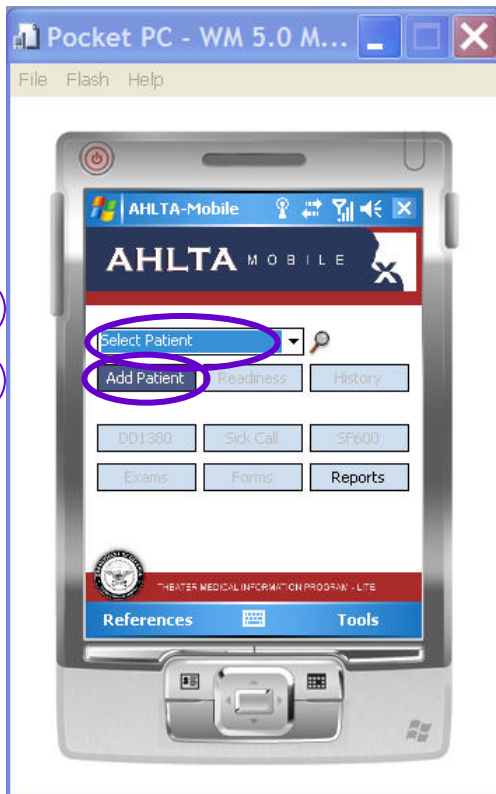 Pocket PC - WM 5.0 M...
File Flash Help
AHLTA-Mobile
AHLTA MOBILE
Select Patient
Add Patient Readiness History
DD1380 Sick Call SF600
Exams Forms Reports
THEATER MEDICAL INFORMATION PROGRAM - LITE
References Tools